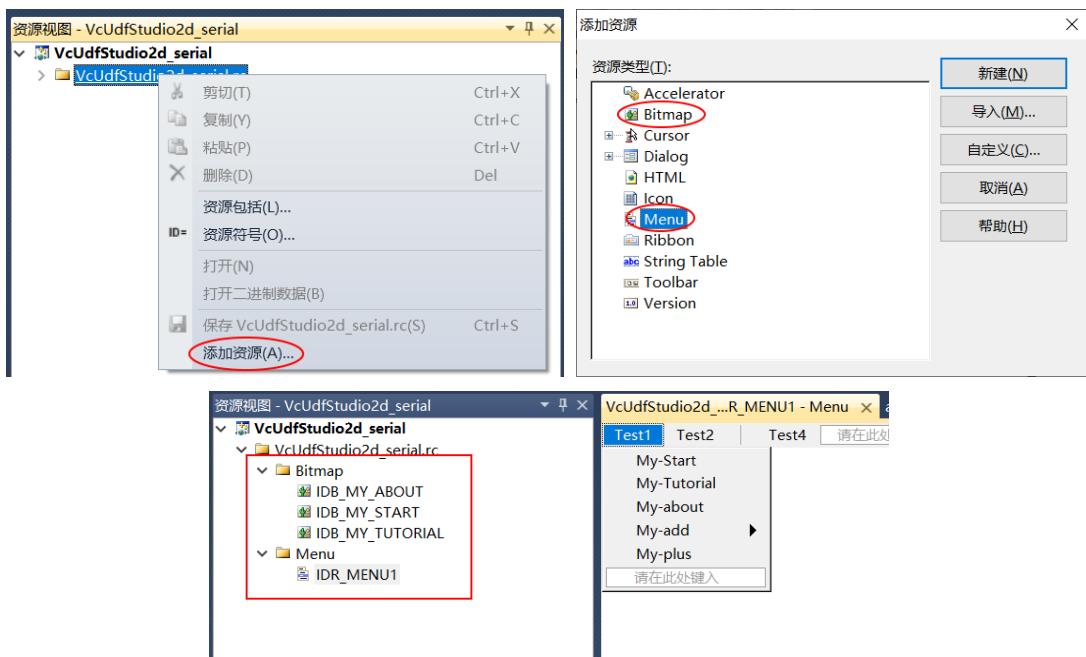 资源视图 - VcUdfStudio2d_serial
VcUdfStudio2d_serial
VcUdfStudio2d_serial.rc
剪切(T) Ctrl+X
复制(Y) Ctrl+C
粘贴(P) Ctrl+V
删除(D) Del
资源包括(L)...
ID= 资源符号(O)...
打开(N)
打开二进制数据(B)
保存 VcUdfStudio2d_serial.rc(S) Ctrl+S
添加资源(A)...
添加资源
资源类型(T):
Accelerator
Bitmap
Cursor
Dialog
HTML
Icon
Menu
Ribbon
abc String Table
Toolbar
1.0 Version
新建(N)
导入(M)...
自定义(C)...
取消(A)
帮助(H)
资源视图 - VcUdfStudio2d_serial
VcUdfStudio2d_serial
VcUdfStudio2d_serial.rc
Bitmap
IDB_MY_ABOUT
IDB_MY_START
IDB_MY_TUTORIAL
Menu
IDR_MENU1
VcUdfStudio2d_...R_MENU1 - Menu
Test1 Test2 Test4 请在此处
My-Start
My-Tutorial
My-about
My-add
My-plus
请在此处键入